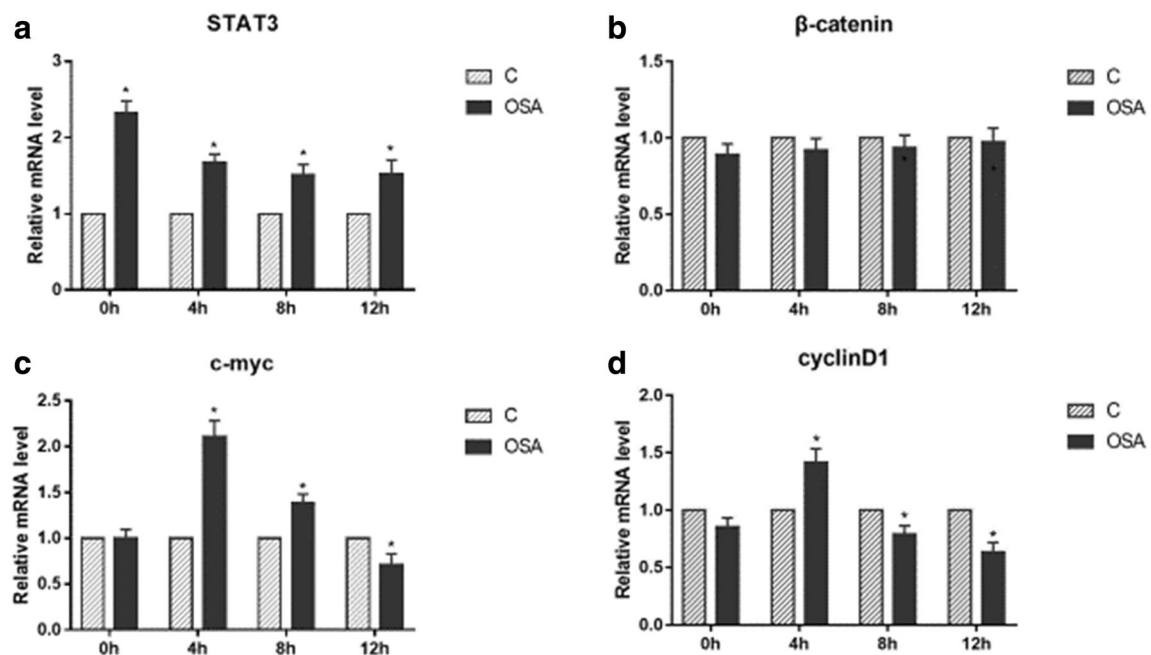 a
STAT3
Relative mRNA level
3
2
1
0
*
*
*
*
0h 4h 8h 12h
C
OSA
b
β-catenin
Relative mRNA level
1.5
1.0
0.5
0.0
*
*
0h 4h 8h 12h
C
OSA
c
c-myc
Relative mRNA level
2.5
2.0
1.5
1.0
0.5
0.0
*
*
*
0h 4h 8h 12h
C
OSA
d
cyclinD1
Relative mRNA level
2.0
1.5
1.0
0.5
0.0
*
*
*
0h 4h 8h 12h
C
OSA